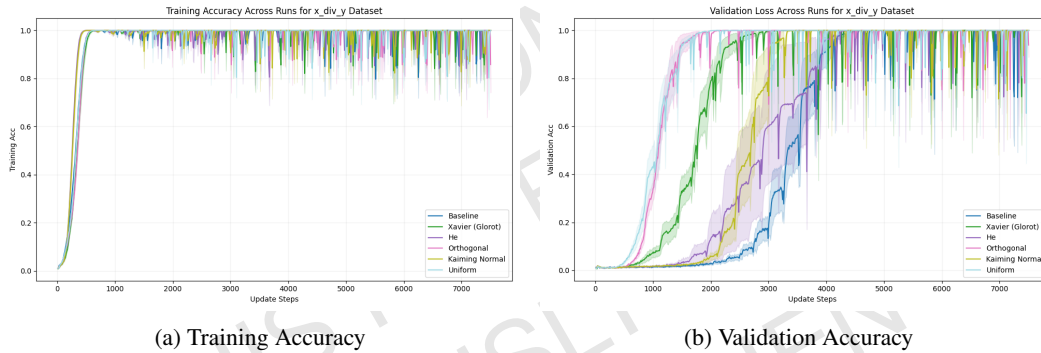 Training Accuracy Across Runs for x_div_y Dataset
1.0
0.8
0.6
0.4
0.2
0.0
Training Acc
0
1000
2000
3000
4000
5000
6000
7000
Update Steps
Baseline
Xavier (Glorot)
He
Orthogonal
Kaiming Normal
Uniform
(a) Training Accuracy
Validation Loss Across Runs for x_div_y Dataset
1.0
0.8
0.6
0.4
0.2
0.0
Validation Acc
0
1000
2000
3000
4000
5000
6000
7000
Update Steps
Baseline
Xavier (Glorot)
He
Orthogonal
Kaiming Normal
Uniform
(b) Validation Accuracy